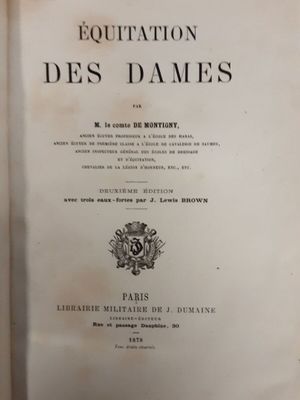 ÉQUITATION
DES DAMES
PAR
M. le comte DE MONTIGNY,
ANCIEN ÉCUYER PROFESSEUR A L'ÉCOLE DES HARAS,
ANCIEN ÉCUYER DE PREMIÈRE CLASSE A L'ÉCOLE DE CAVALERIE DE SAUMUR,
ANCIEN INSPECTEUR GÉNÉRAL DES ÉCOLES DE DRESSAGE
ET D'ÉQUITATION,
CHEVALIER DE LA LÉGION D'HONNEUR, ETC., ETC.
DEUXIÈME ÉDITION
avec trois eaux-fortes par J. Lewis BROWN
PARIS
LIBRAIRIE MILITAIRE DE J. DUMAINE
LIBRAIRE-ÉDITEUR
Rue et passage Dauphine, 30
1878
Tous droits réservés.